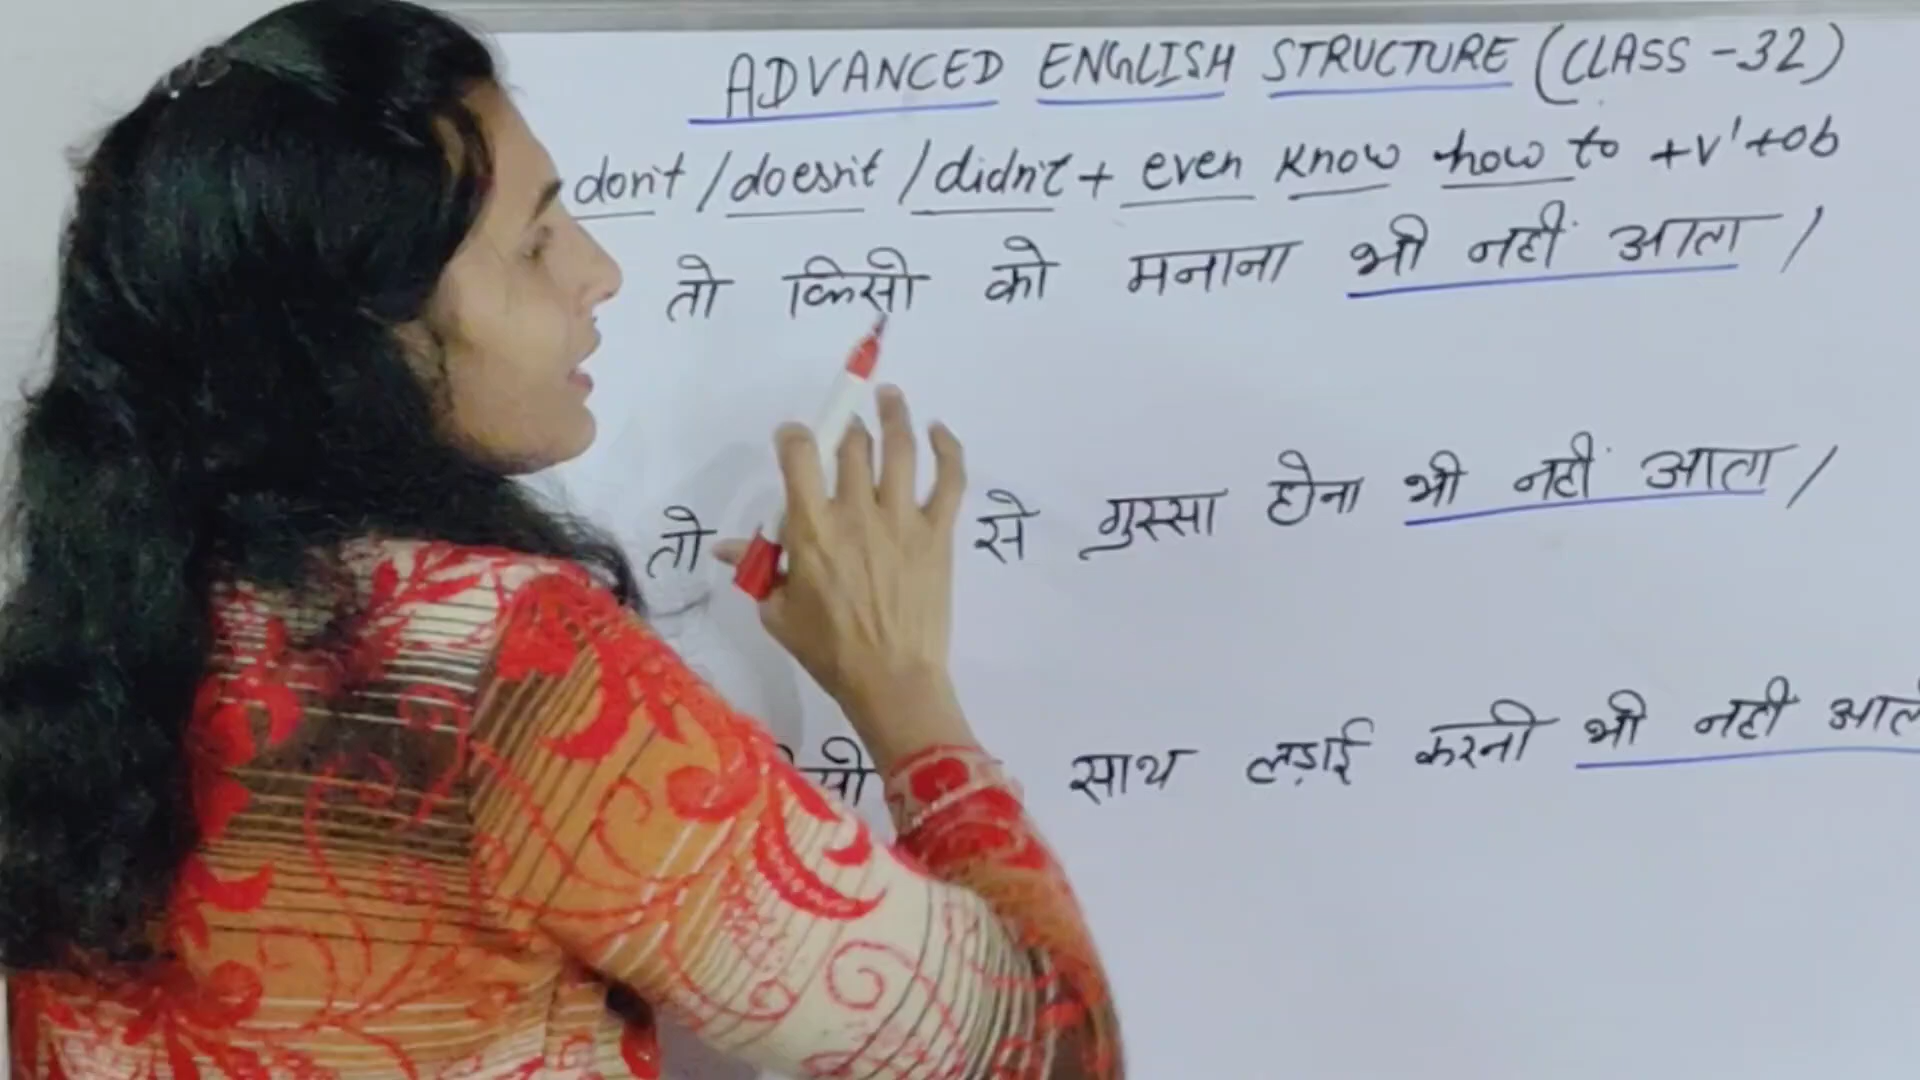 ADVANCED ENGLISH STRUCTURE (CLASS - 32)
don't / doesn't / didn't + even know how to + v' + ob
तो किसी को मनाना भी नहीं आता /
तो से गुस्सा होना भी नहीं आता /
साथ लड़ाई करनी भी नहीं